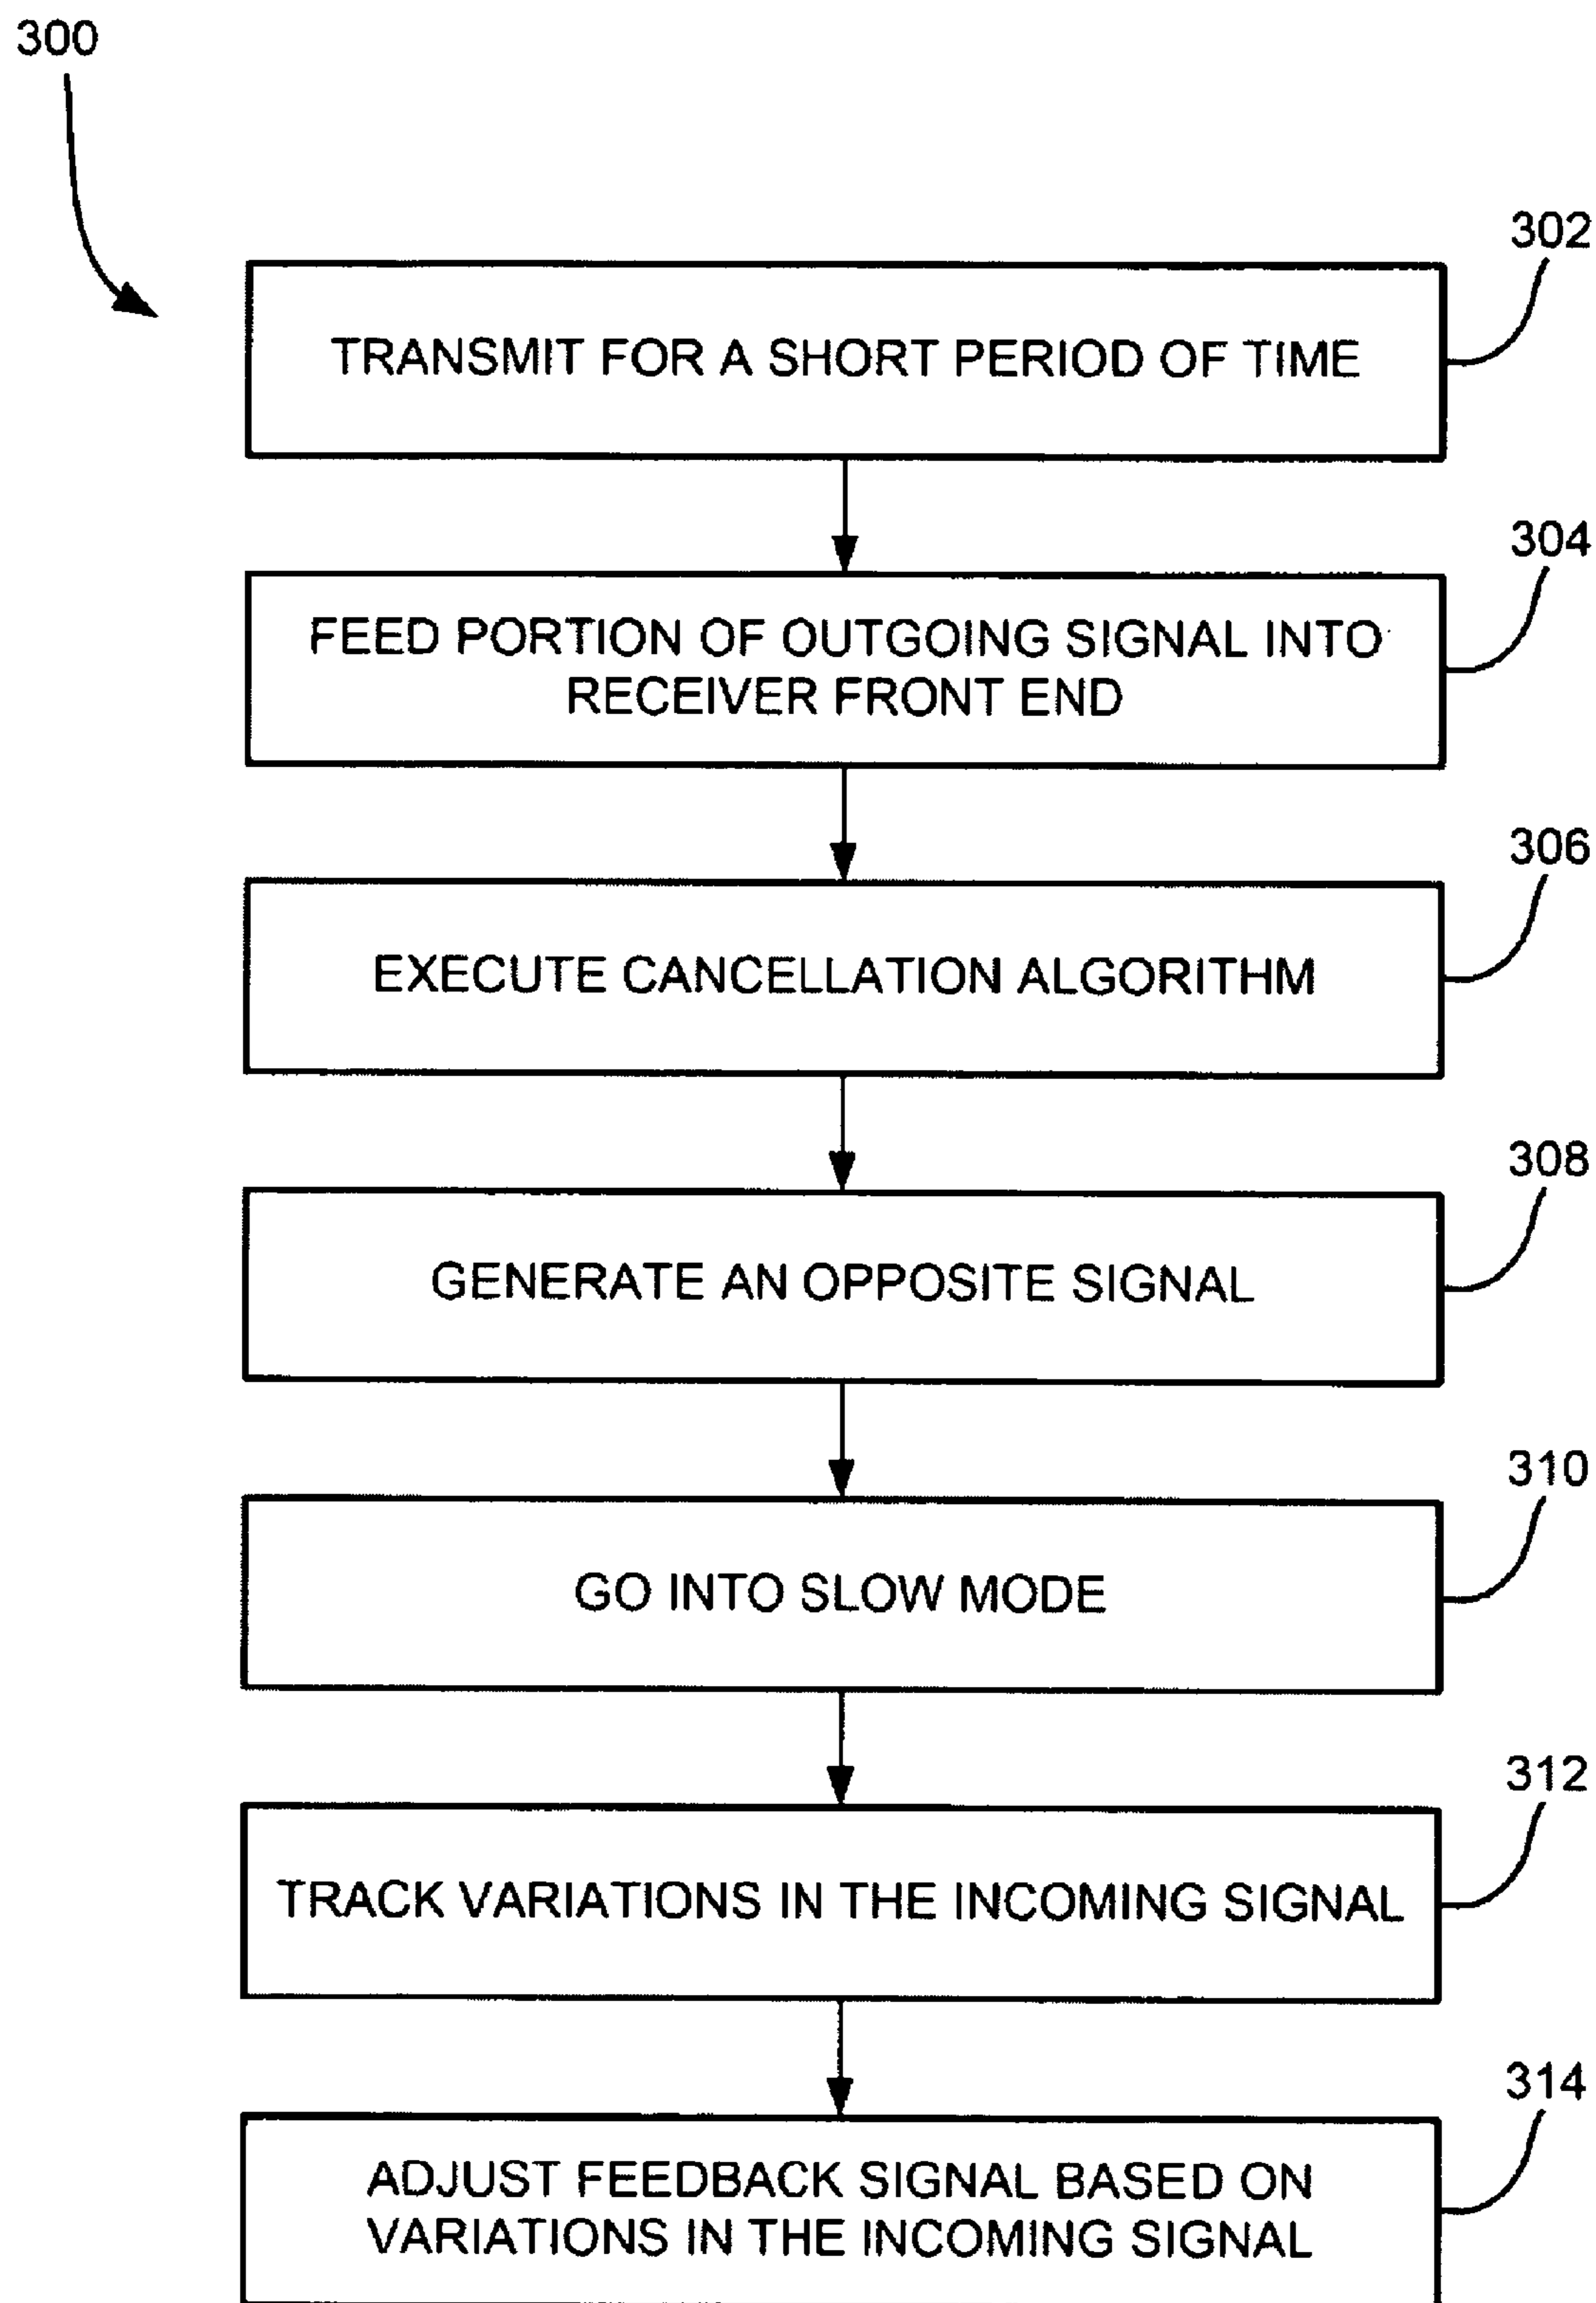 300
302
TRANSMIT FOR A SHORT PERIOD OF TIME
304
FEED PORTION OF OUTGOING SIGNAL INTO
RECEIVER FRONT END
306
EXECUTE CANCELLATION ALGORITHM
308
GENERATE AN OPPOSITE SIGNAL
310
GO INTO SLOW MODE
312
TRACK VARIATIONS IN THE INCOMING SIGNAL
314
ADJUST FEEDBACK SIGNAL BASED ON
VARIATIONS IN THE INCOMING SIGNAL